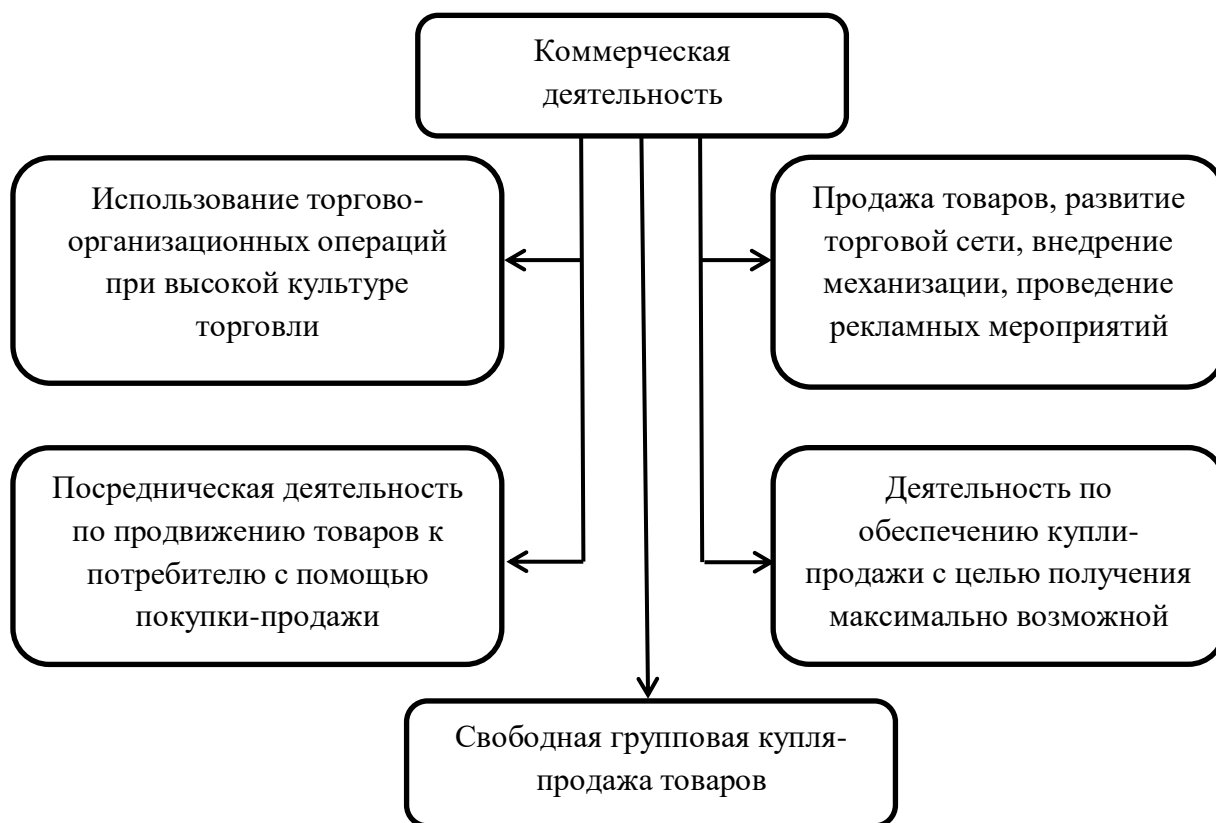 Коммерческая
деятельность
Использование торгово-
организационных операций
при высокой культуре
торговли
Продажа товаров, развитие
торговой сети, внедрение
механизации, проведение
рекламных мероприятий
Посредническая деятельность
по продвижению товаров к
потребителю с помощью
покупки-продажи
Деятельность по
обеспечению купли-
продажи с целью получения
максимально возможной
Свободная групповая купля-
продажа товаров